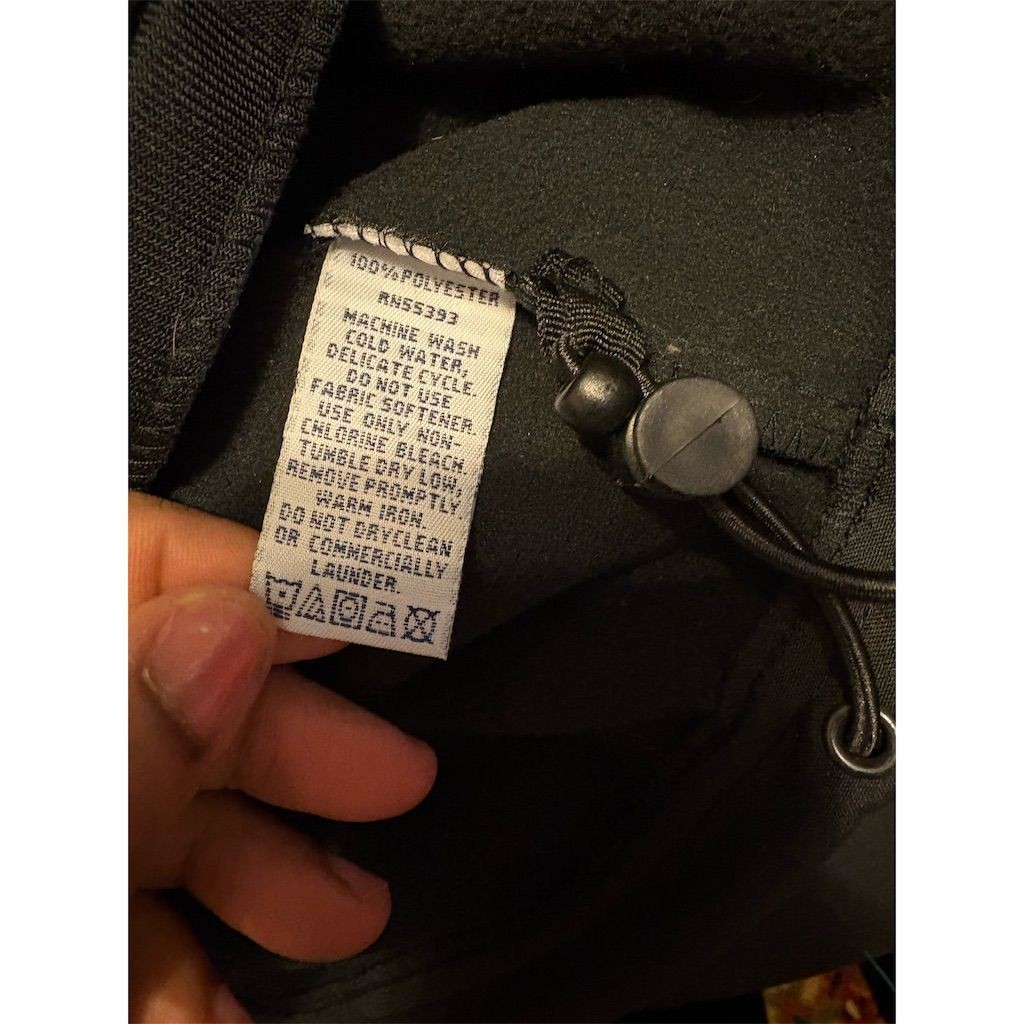 100%POLYESTER
RN55393
MACHINE WASH
COLD WATER,
DELICATE CYCLE.
DO NOT USE
FABRIC SOFTENER.
USE ONLY NON-
CHLORINE BLEACH
TUMBLE DRY LOW,
REMOVE PROMPTLY.
WARM IRON.
DO NOT DRYCLEAN
OR COMMERCIALLY
LAUNDER.